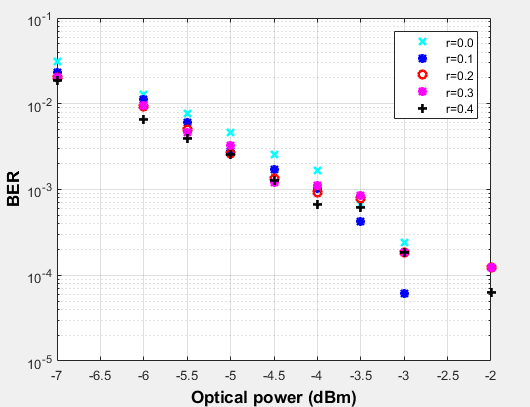 10^-1
10^-2
10^-3
10^-4
10^-5
BER
r=0.0
r=0.1
r=0.2
r=0.3
r=0.4
-7 -6.5 -6 -5.5 -5 -4.5 -4 -3.5 -3 -2.5 -2
Optical power (dBm)